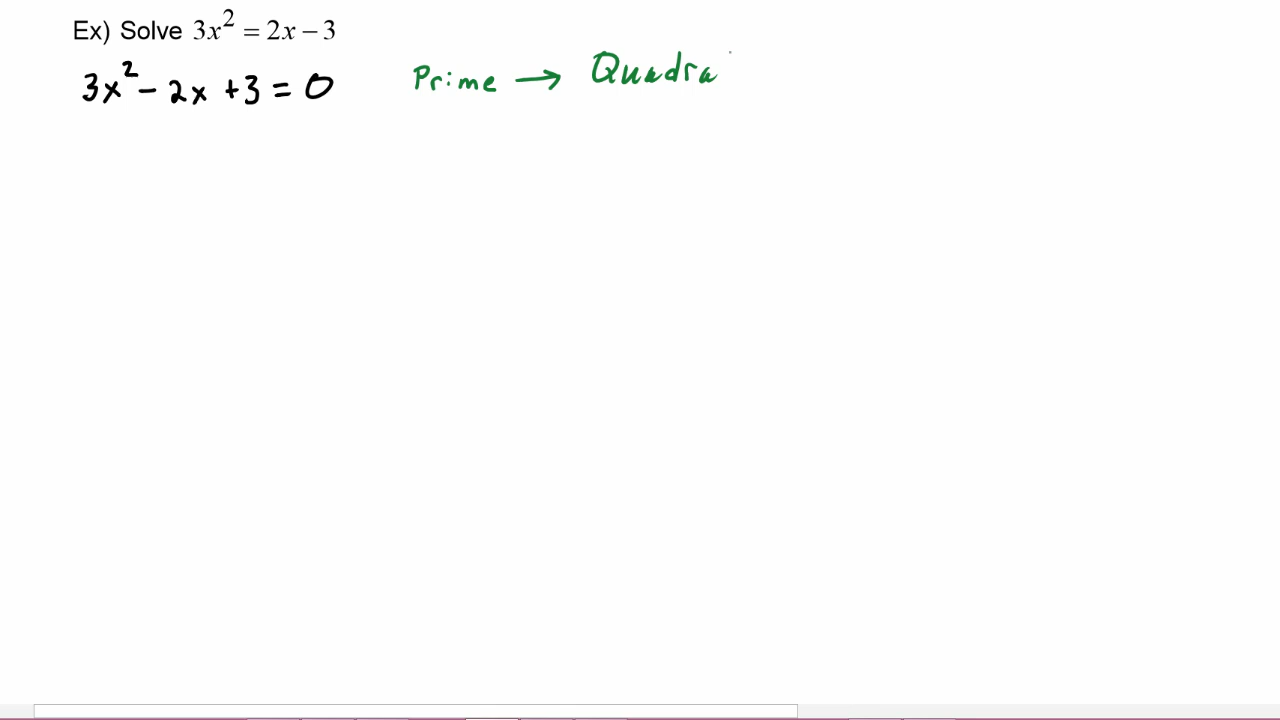 Ex) Solve 3x² = 2x − 3
3x² − 2x + 3 = 0 Prime → Quadra